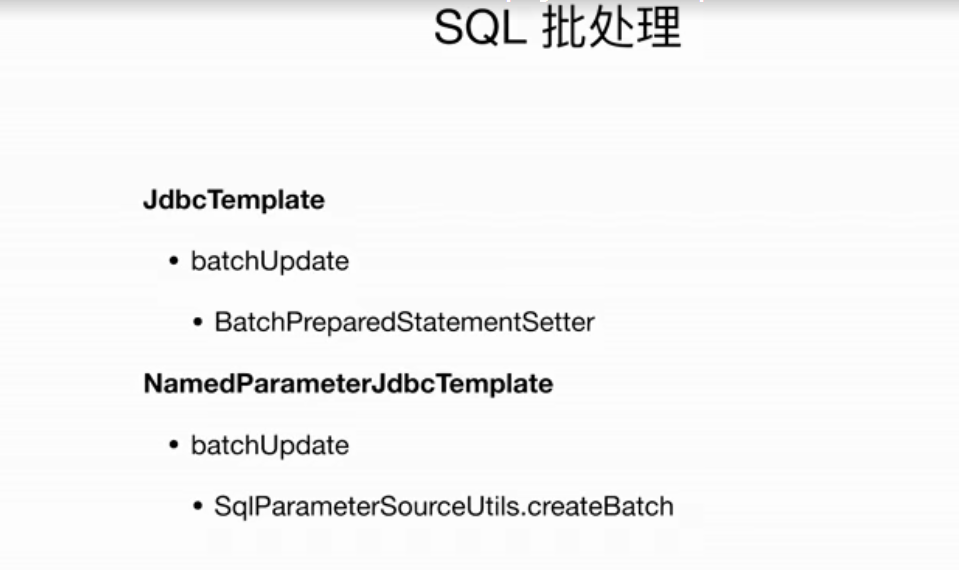 SQL 批处理
JdbcTemplate
• batchUpdate
• BatchPreparedStatementSetter
NamedParameterJdbcTemplate
• batchUpdate
• SqlParameterSourceUtils.createBatch